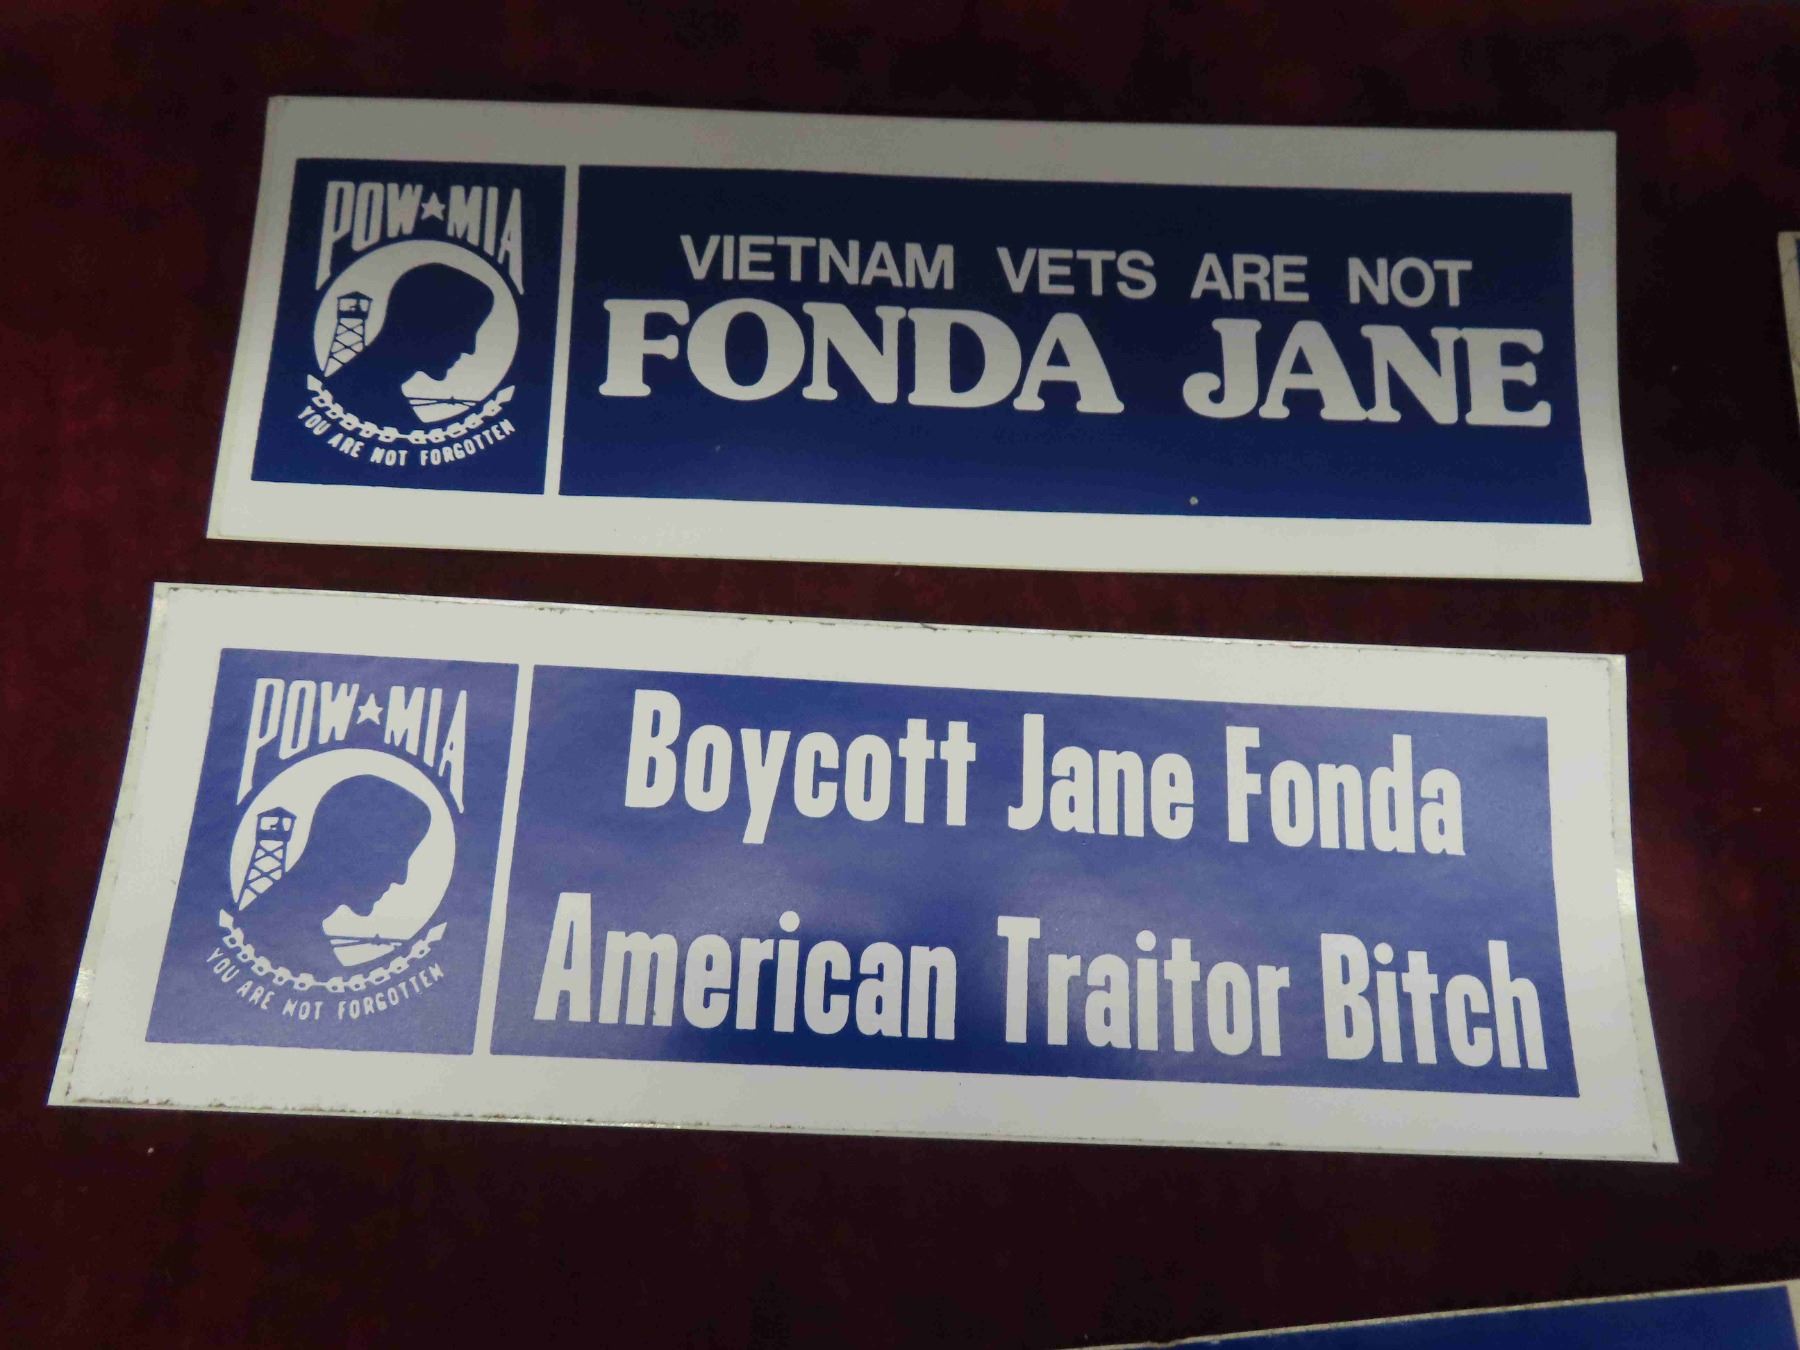 POW★MIA
YOU ARE NOT FORGOTTEN
VIETNAM VETS ARE NOT
FONDA JANE
POW★MIA
YOU ARE NOT FORGOTTEN
Boycott Jane Fonda
American Traitor Bitch